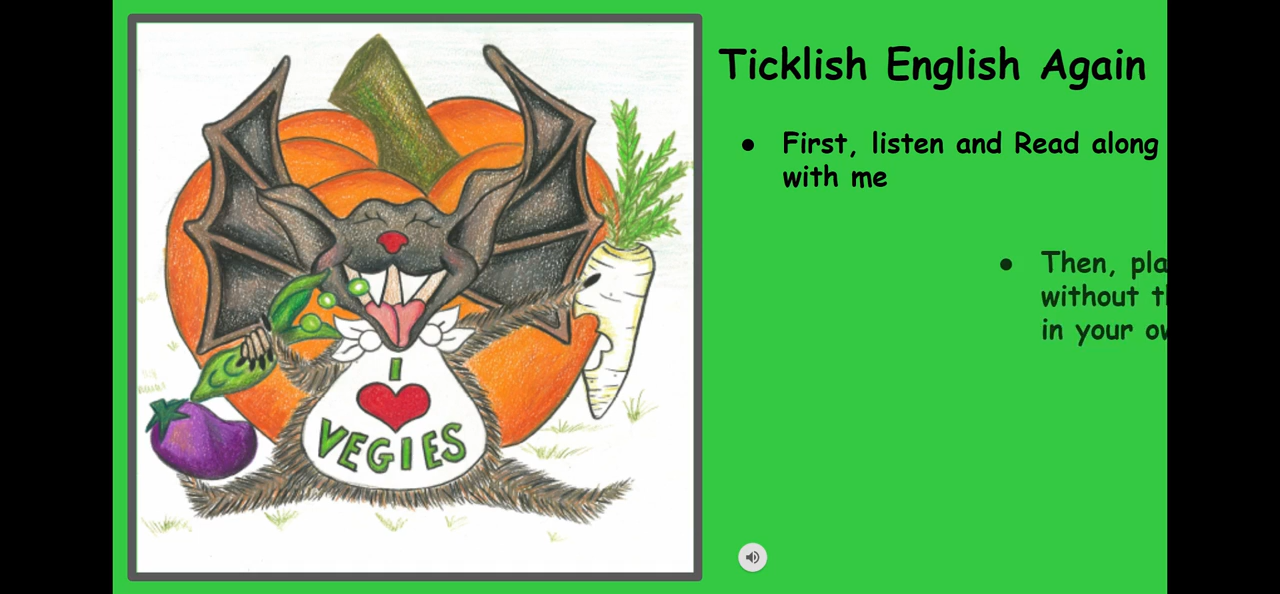 Ticklish English Again
● First, listen and Read along
with me
● Then,
without
in your
I
VEGIES